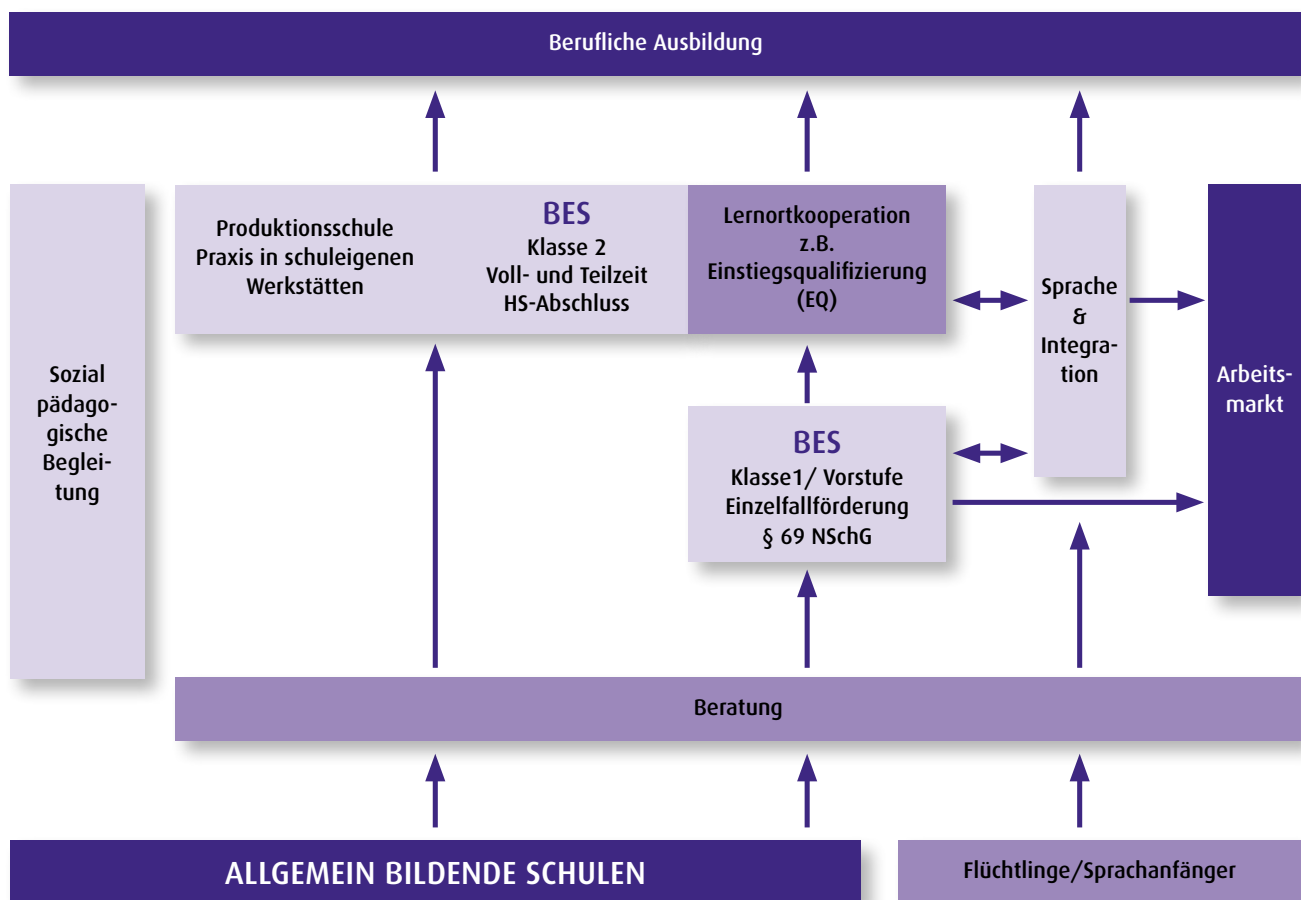 Berufliche Ausbildung
Sozial
pädago-
gische
Beglei-
tung
Produktionsschule
Praxis in schuleigenen
Werkstätten
BES
Klasse 2
Voll- und Teilzeit
HS-Abschluss
Lernortkooperation
z.B.
Einstiegsqualifizierung
(EQ)
Sprache
&
Integra-
tion
Arbeits-
markt
BES
Klasse1/ Vorstufe
Einzelfallförderung
§ 69 NSchG
Beratung
ALLGEMEIN BILDENDE SCHULEN
Flüchtlinge/Sprachanfänger